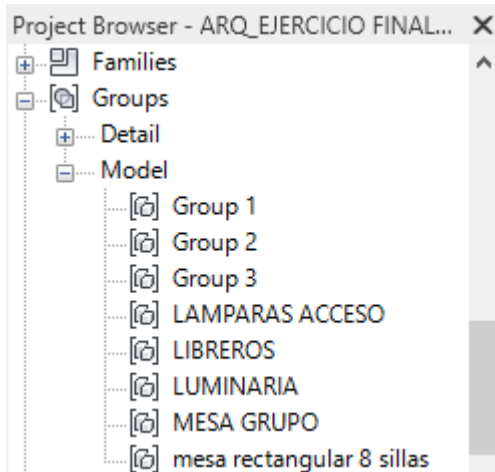 Project Browser - ARQ_EJERCICIO FINAL...
Families
Groups
Detail
Model
Group 1
Group 2
Group 3
LAMPARAS ACCESO
LIBREROS
LUMINARIA
MESA GRUPO
mesa rectangular 8 sillas